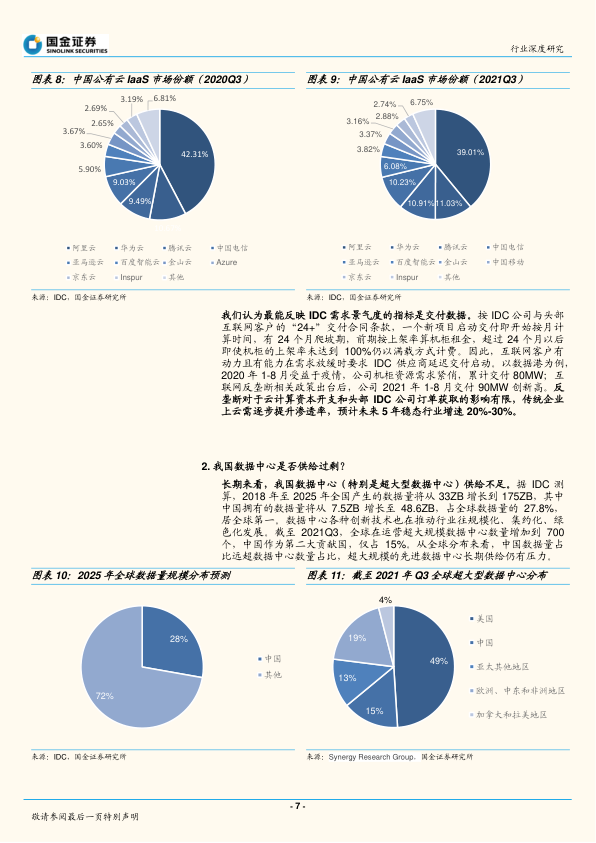 国金证券
SINOLINK SECURITIES
行业深度研究
图表 8：中国公有云 IaaS 市场份额（2020Q3）
图表 9：中国公有云 IaaS 市场份额（2021Q3）
42.31%
9.49%
9.03%
5.90%
3.60%
3.67%
2.65%
2.69%
3.19%
6.81%
阿里云 华为云 腾讯云 中国电信
亚马逊云 百度智能云 金山云 Azure
京东云 Inspur 其他
39.01%
11.03%
10.91%
10.23%
6.08%
3.82%
3.37%
3.16%
2.88%
2.74%
6.75%
阿里云 华为云 腾讯云 中国电信
亚马逊云 百度智能云 金山云 中国移动
京东云 Inspur 其他
来源：IDC，国金证券研究所
来源：IDC，国金证券研究所
我们认为最能反映 IDC 需求景气度的指标是交付数据。按 IDC 公司与头部
互联网客户的“24+”交付合同条款，一个新项目启动交付即开始按月计
算时间，有 24 个月爬坡期，前期按上架率算机柜租金，超过 24 个月以后
即使机柜的上架率未达到 100%仍以满载方式计费。因此，互联网客户有
动力且有能力在需求放缓时要求 IDC 供应商延迟交付启动。以数据港为例，
2020 年 1-8 月受益于疫情，公司机柜资源需求紧俏，累计交付 80MW；互
联网反垄断相关政策出台后，公司 2021 年 1-8 月交付 90MW 创新高。反
垄断对于云计算资本开支和头部 IDC 公司订单获取的影响有限，传统企业
上云需逐步提升渗透率，预计未来 5 年稳态行业增速 20%-30%。
2. 我国数据中心是否供给过剩？
长期来看，我国数据中心（特别是超大型数据中心）供给不足。据 IDC 测
算，2018 年至 2025 年全国产生的数据量将从 33ZB 增长到 175ZB，其中
中国拥有的数据量将从 7.5ZB 增长至 48.6ZB，占全球数据量的 27.8%，
居全球第一。数据中心各种创新技术也在推动行业往规模化、集约化、绿
色化发展。截至 2021Q3，全球在运营超大规模数据中心数量增加到 700
个，中国作为第二大贡献国，仅占 15%。从全球分布来看，中国数据量占
比远超数据中心数量占比，超大规模的先进数据中心长期供给仍有压力。
图表 10：2025 年全球数据量规模分布预测
图表 11：截至 2021 年 Q3 全球超大型数据中心分布
28%
72%
中国
其他
49%
15%
13%
19%
4%
美国
中国
亚太其他地区
欧洲、中东和非洲地区
加拿大和拉美地区
来源：IDC，国金证券研究所
来源：Synergy Research Group，国金证券研究所
- 7 -
敬请参阅最后一页特别声明